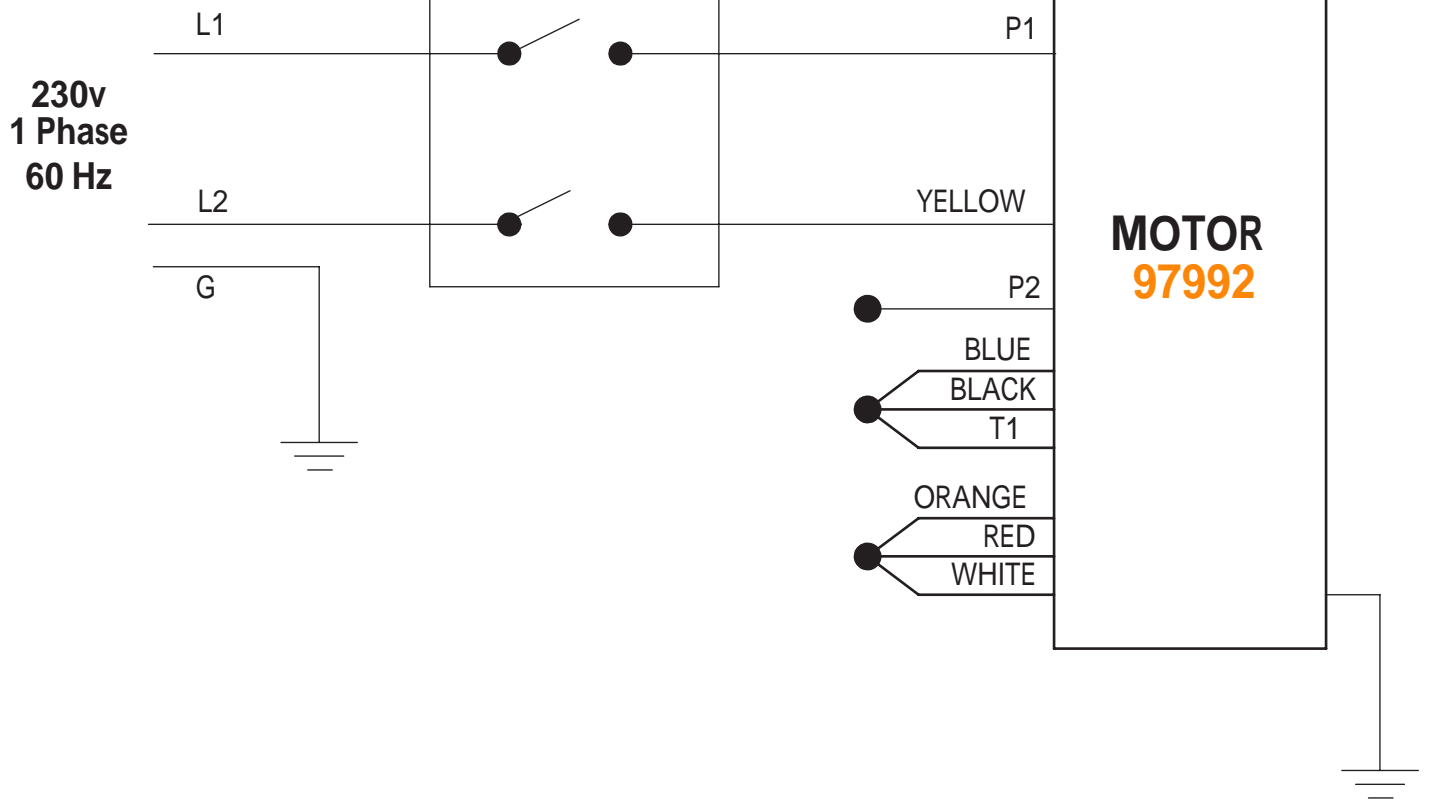 L1
P1
230v
1 Phase
60 Hz
L2
YELLOW
MOTOR
97992
G
P2
BLUE
BLACK
T1
ORANGE
RED
WHITE